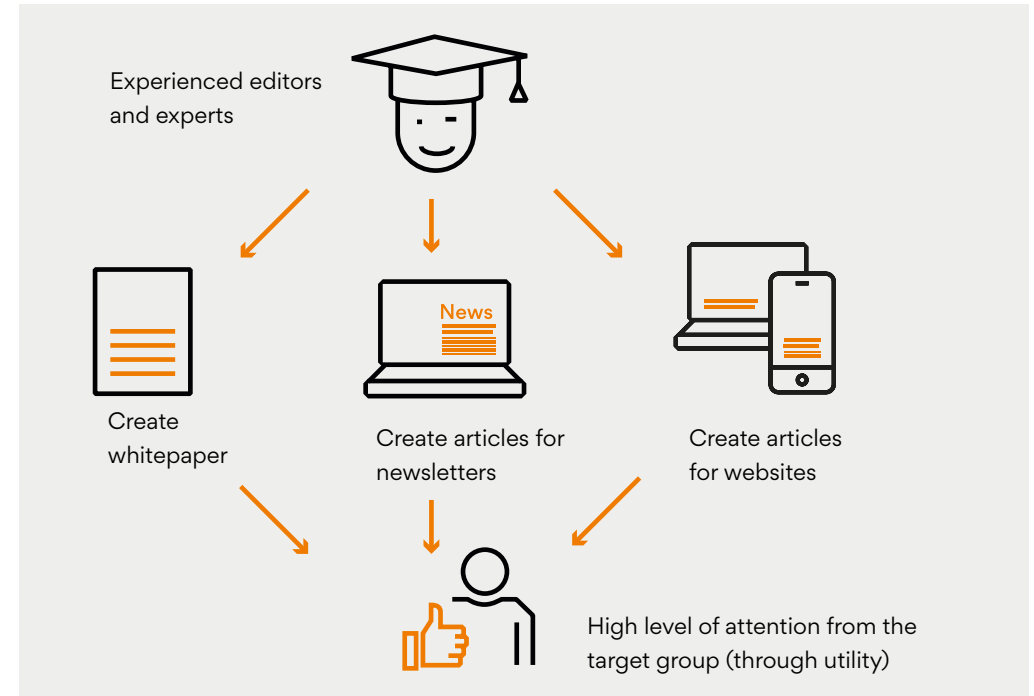 Experienced editors
and experts
News
Create
whitepaper
Create articles for
newsletters
Create articles
for websites
High level of attention from the
target group (through utility)